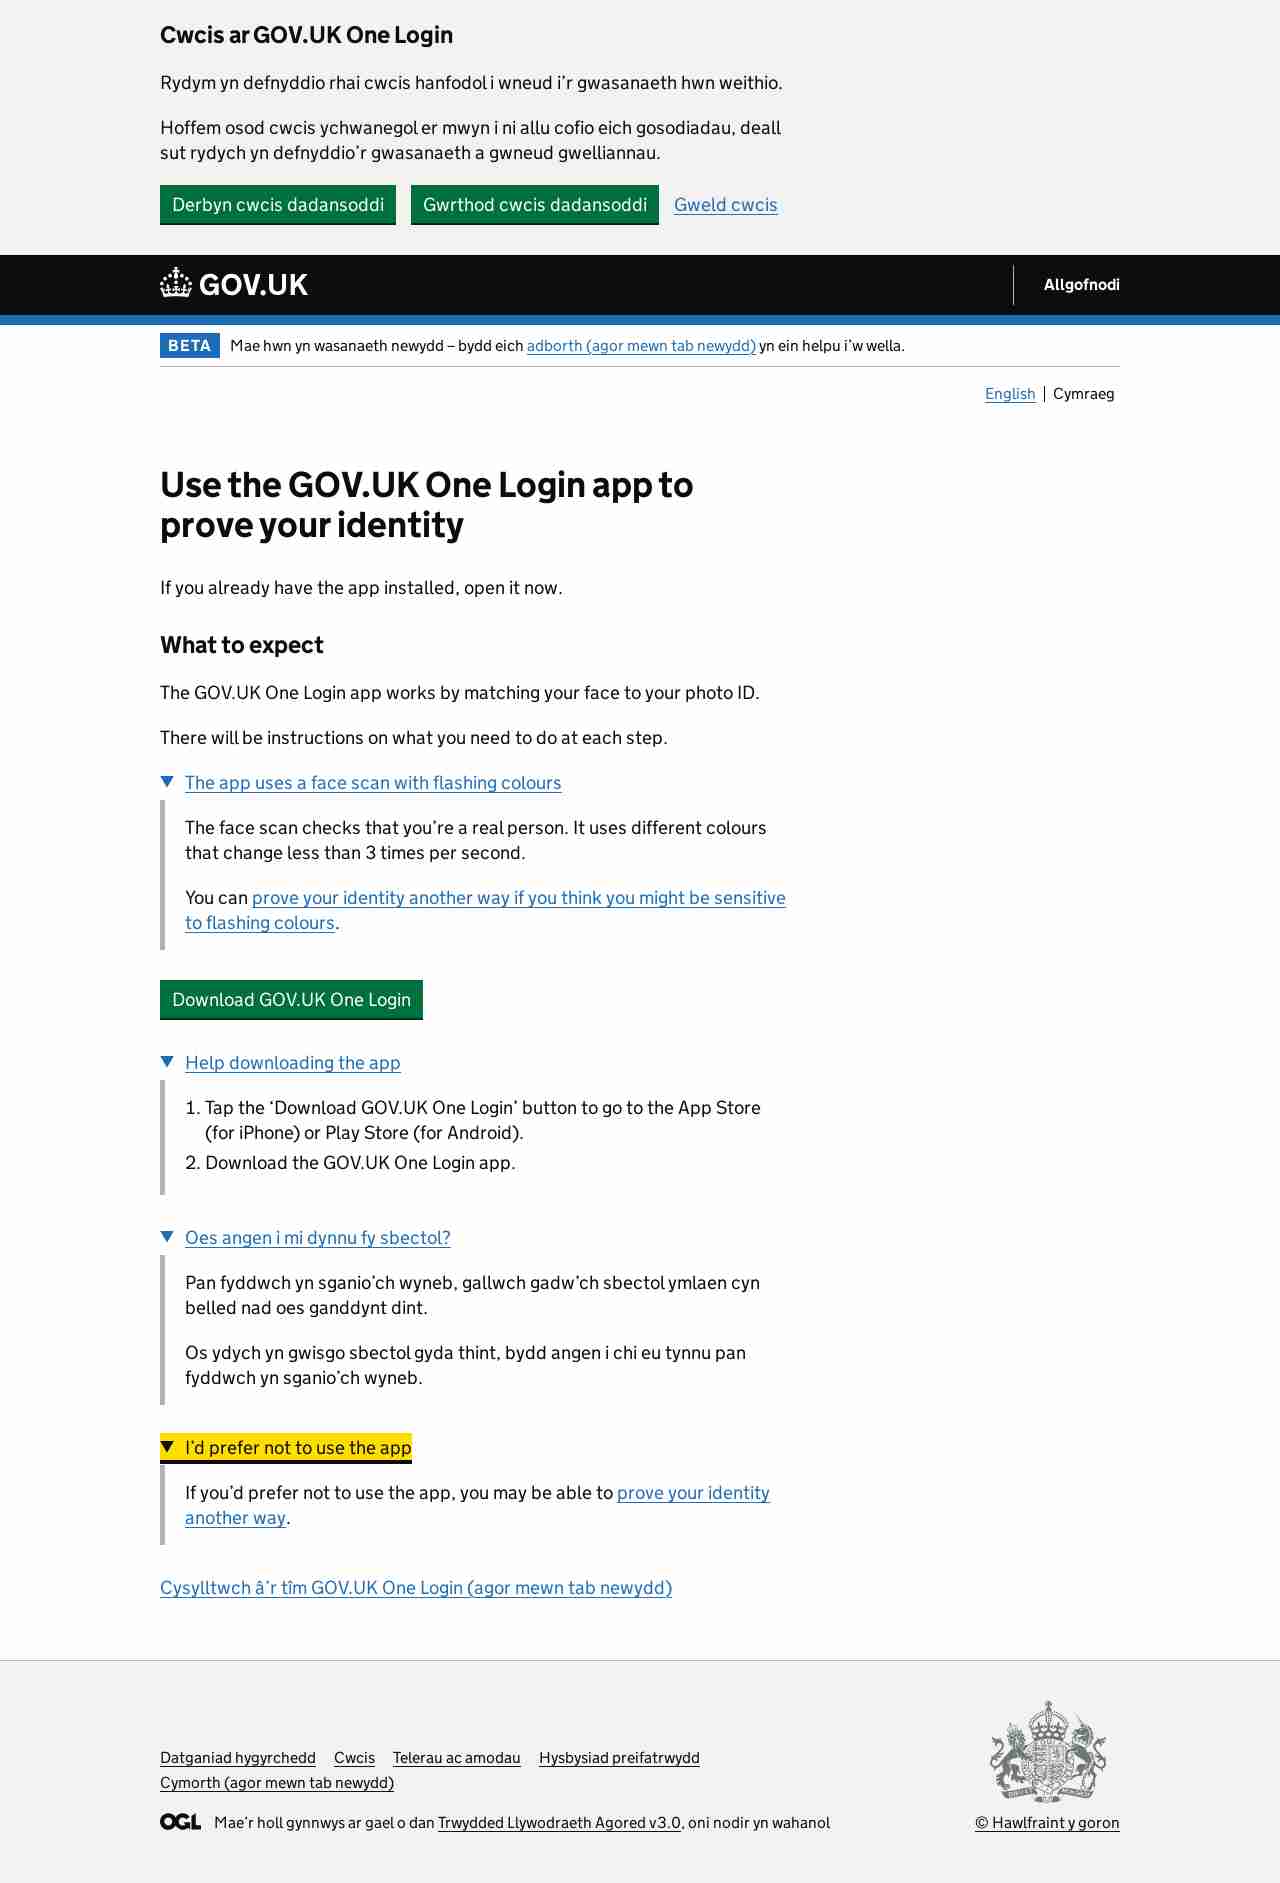 Cwcis ar GOV.UK One Login
Rydym yn defnyddio rhai cwcis hanfodol i wneud i’r gwasanaeth hwn weithio.
Hoffem osod cwcis ychwanegol er mwyn i ni allu cofio eich gosodiadau, deall
sut rydych yn defnyddio’r gwasanaeth a gwneud gwelliannau.
Derbyn cwcis dadansoddi Gwrthod cwcis dadansoddi Gweld cwcis
GOV.UK Allgofnodi
BETA Mae hwn yn wasanaeth newydd – bydd eich adborth (agor mewn tab newydd) yn ein helpu i’w wella.
English Cymraeg
Use the GOV.UK One Login app to
prove your identity
If you already have the app installed, open it now.
What to expect
The GOV.UK One Login app works by matching your face to your photo ID.
There will be instructions on what you need to do at each step.
The app uses a face scan with flashing colours
The face scan checks that you’re a real person. It uses different colours
that change less than 3 times per second.
You can prove your identity another way if you think you might be sensitive
to flashing colours.
Download GOV.UK One Login
Help downloading the app
1. Tap the ‘Download GOV.UK One Login’ button to go to the App Store
(for iPhone) or Play Store (for Android).
2. Download the GOV.UK One Login app.
Oes angen i mi dynnu fy sbectol?
Pan fyddwch yn sganio’ch wyneb, gallwch gadw’ch sbectol ymlaen cyn
belled nad oes ganddynt dint.
Os ydych yn gwisgo sbectol gyda thint, bydd angen i chi eu tynnu pan
fyddwch yn sganio’ch wyneb.
I’d prefer not to use the app
If you’d prefer not to use the app, you may be able to prove your identity
another way.
Cysylltwch â’r tîm GOV.UK One Login (agor mewn tab newydd)
Datganiad hygyrchedd Cwcis Telerau ac amodau Hysbysiad preifatrwydd
Cymorth (agor mewn tab newydd)
OGL Mae’r holl gynnwys ar gael o dan Trwydded Llywodraeth Agored v3.0, oni nodir yn wahanol
© Hawlfraint y goron